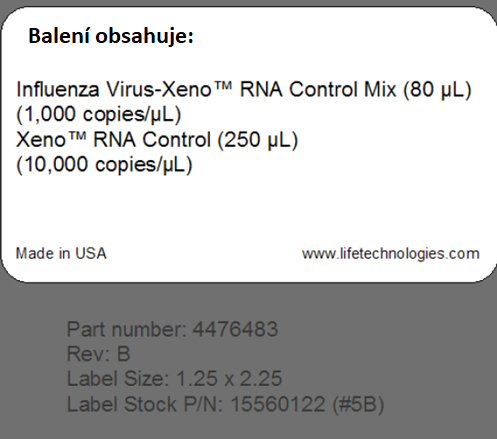 Balení obsahuje:
Influenza Virus-Xeno™ RNA Control Mix (80 µL)
(1,000 copies/µL)
Xeno™ RNA Control (250 µL)
(10,000 copies/µL)
Made in USA www.lifetechnologies.com
Part number: 4476483
Rev: B
Label Size: 1.25 x 2.25
Label Stock P/N: 15560122 (#5B)